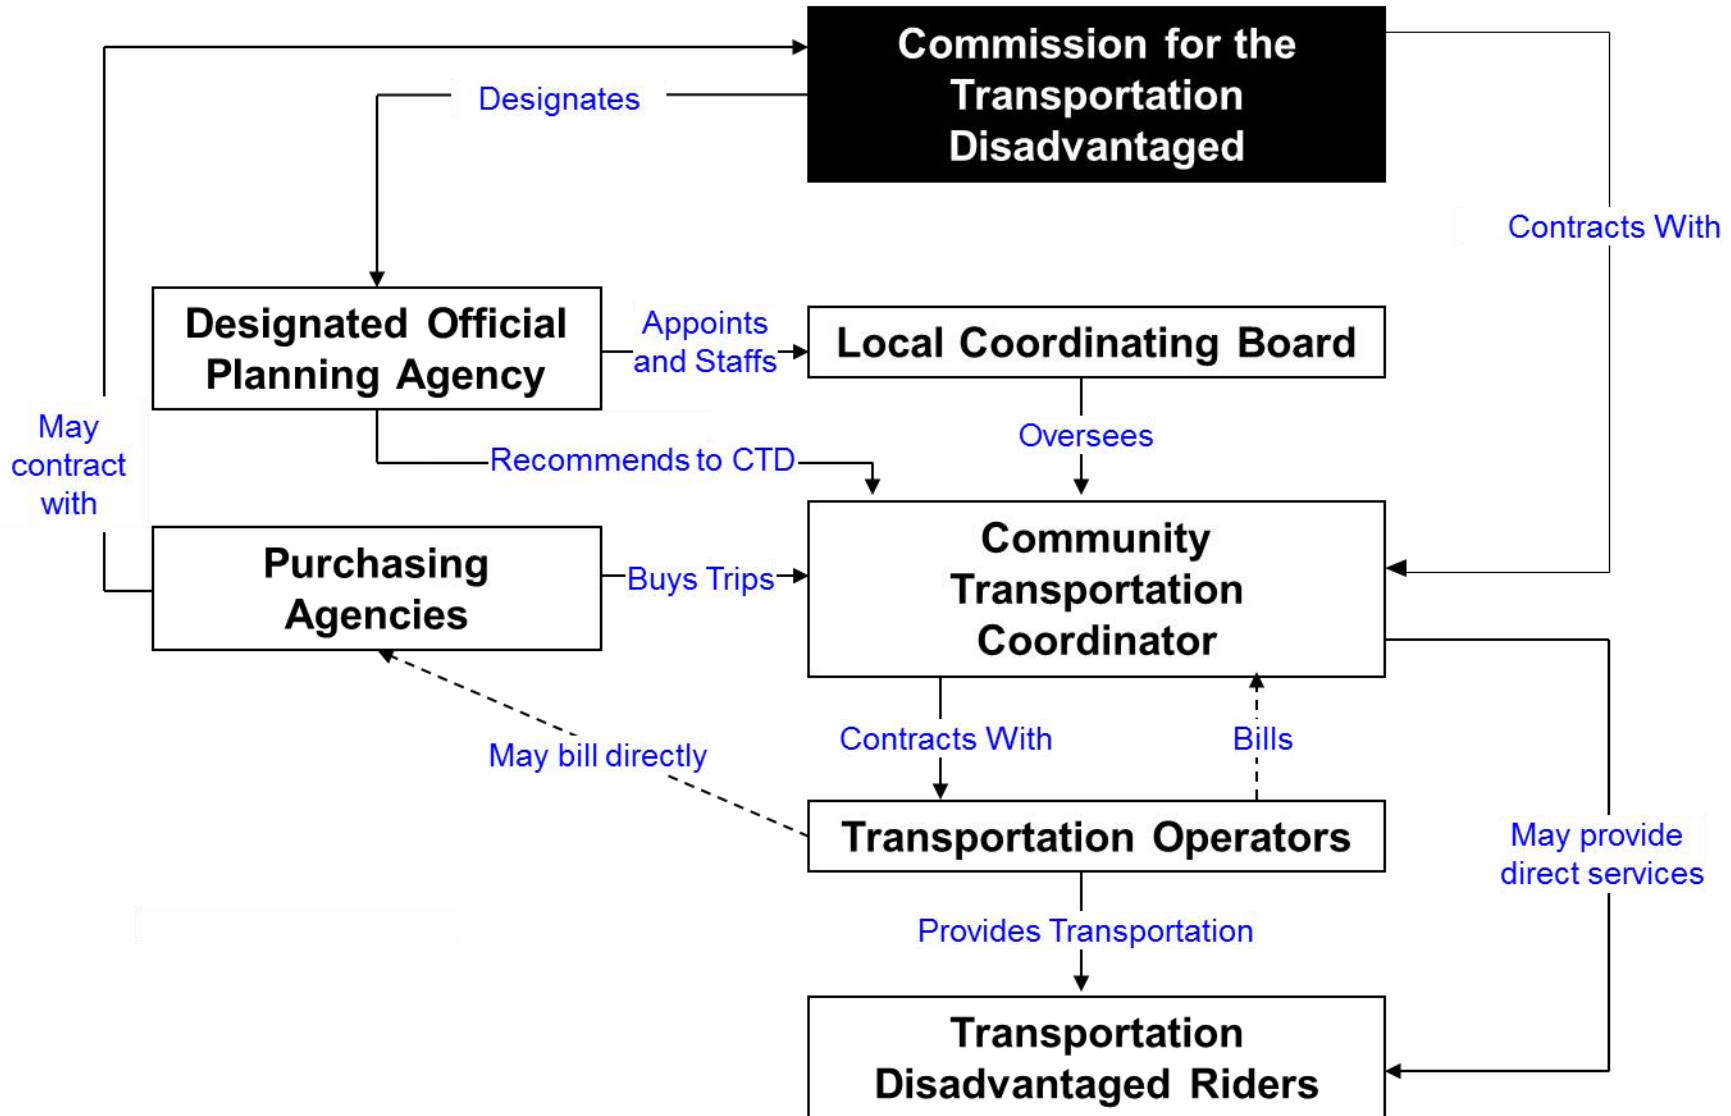 Commission for the
Transportation
Disadvantaged
Designates
Contracts With
Designated Official
Planning Agency
Appoints
and Staffs
Local Coordinating Board
May
contract
with
Oversees
Recommends to CTD
Purchasing
Agencies
Buys Trips
Community
Transportation
Coordinator
May bill directly
Contracts With
Bills
Transportation Operators
May provide
direct services
Provides Transportation
Transportation
Disadvantaged Riders